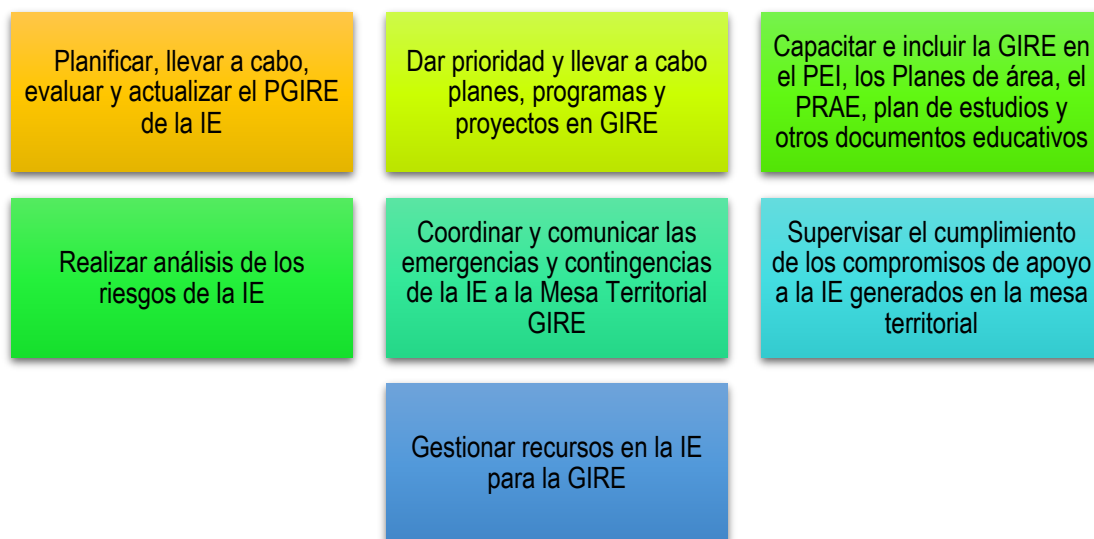 Planificar, llevar a cabo,
evaluar y actualizar el PGIRE
de la IE
Dar prioridad y llevar a cabo
planes, programas y
proyectos en GIRE
Capacitar e incluir la GIRE en
el PEI, los Planes de área, el
PRAE, plan de estudios y
otros documentos educativos
Realizar análisis de los
riesgos de la IE
Coordinar y comunicar las
emergencias y contingencias
de la IE a la Mesa Territorial
GIRE
Supervisar el cumplimiento
de los compromisos de apoyo
a la IE generados en la mesa
territorial
Gestionar recursos en la IE
para la GIRE